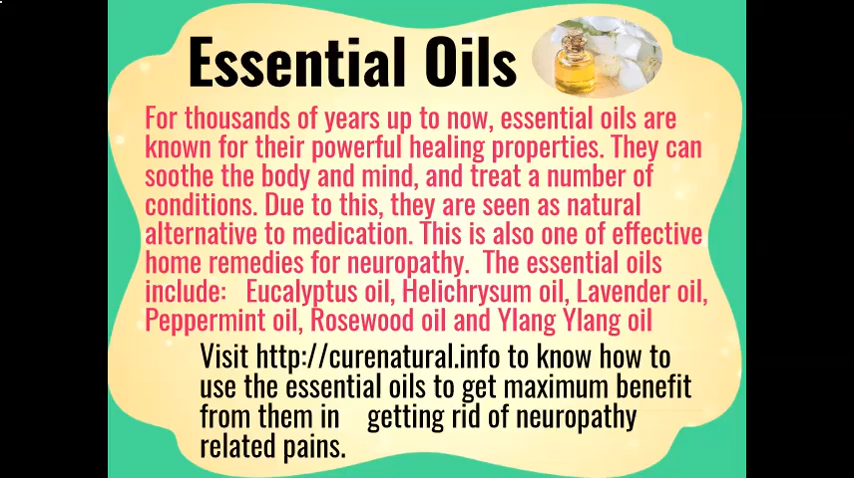 Essential Oils
For thousands of years up to now, essential oils are
known for their powerful healing properties. They can
soothe the body and mind, and treat a number of
conditions. Due to this, they are seen as natural
alternative to medication. This is also one of effective
home remedies for neuropathy. The essential oils
include: Eucalyptus oil, Helichrysum oil, Lavender oil,
Peppermint oil, Rosewood oil and Ylang Ylang oil
Visit http://curenatural.info to know how to
use the essential oils to get maximum benefit
from them in getting rid of neuropathy
related pains.